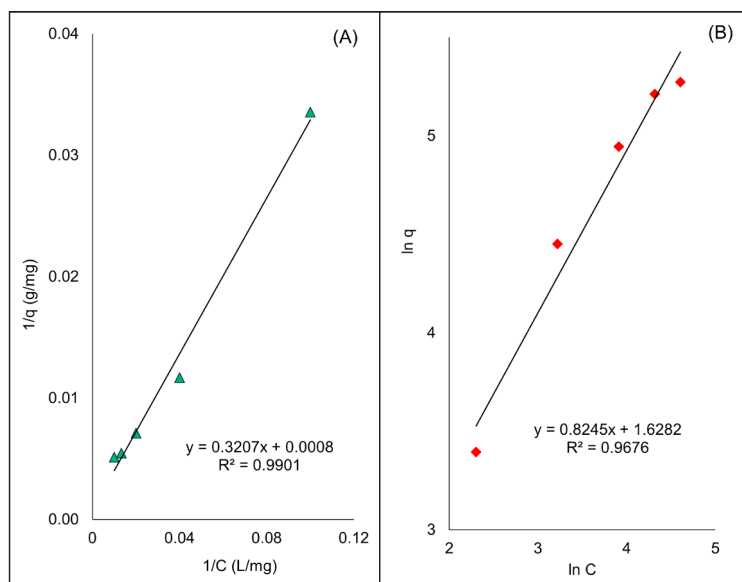 (A)
0.04
0.03
0.02
0.01
0.00
1/q (g/mg)
y = 0.3207x + 0.0008
R² = 0.9901
0
0.04
0.08
0.12
1/C (L/mg)
(B)
5
4
3
ln q
y = 0.8245x + 1.6282
R² = 0.9676
2
3
4
5
ln C